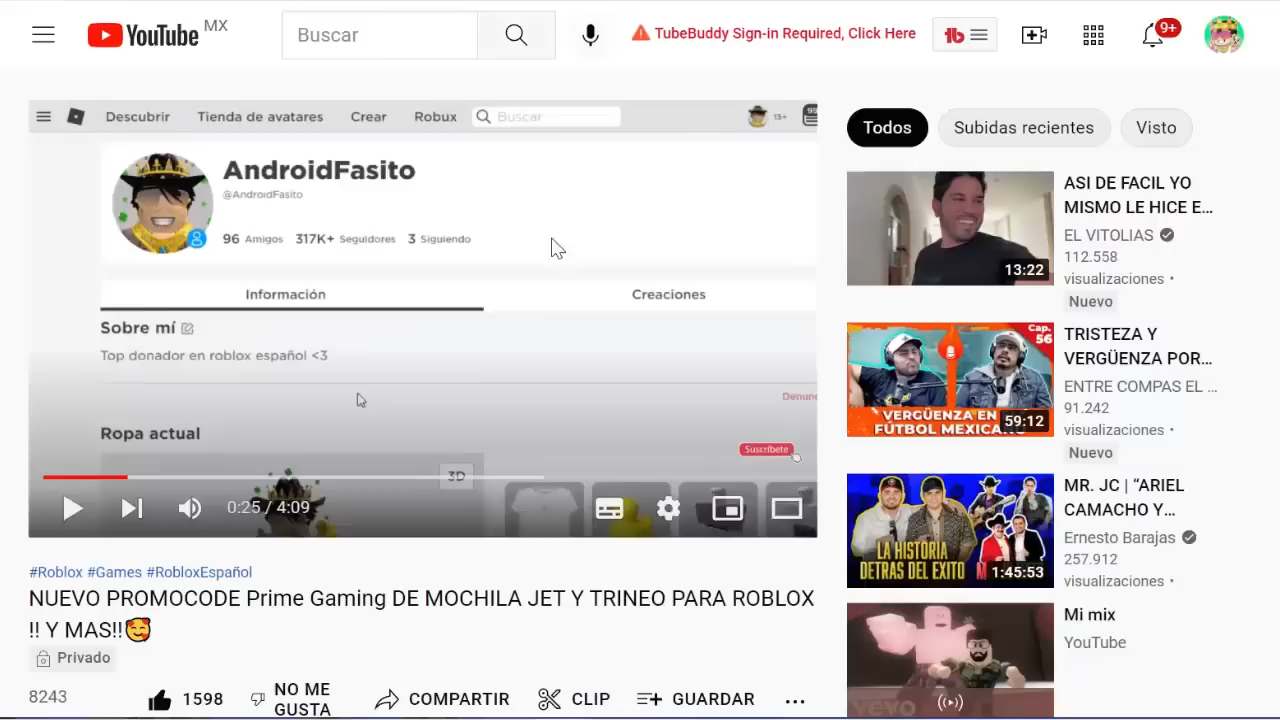 YouTube MX
Buscar
TubeBuddy Sign-in Required, Click Here
tb
9+
Descubrir Tienda de avatares Crear Robux Buscar 13+
AndroidFasito
@AndroidFasito
96 Amigos 317K+ Seguidores 3 Siguiendo
Información Creaciones
Sobre mí
Top donador en roblox español <3
Denunc
Ropa actual
Suscríbete
3D
0:25 / 4:09
#Roblox #Games #RobloxEspañol
NUEVO PROMOCODE Prime Gaming DE MOCHILA JET Y TRINEO PARA ROBLOX
!! Y MAS!!🥰
Privado
8243
1598
NO ME
GUSTA
COMPARTIR
CLIP
GUARDAR
...
Todos Subidas recientes Visto
13:22
ASI DE FACIL YO
MISMO LE HICE E...
EL VITOLIAS
112.558
visualizaciones •
Nuevo
Cap.
56
VERGÜENZA EN
FÚTBOL MEXICANO
59:12
TRISTEZA Y
VERGÜENZA POR...
ENTRE COMPAS EL ...
91.242
visualizaciones •
Nuevo
LA HISTORIA
DETRAS DEL EXITO
1:45:53
MR. JC | “ARIEL
CAMACHO Y...
Ernesto Barajas
257.912
visualizaciones •
vevo
Mi mix
YouTube